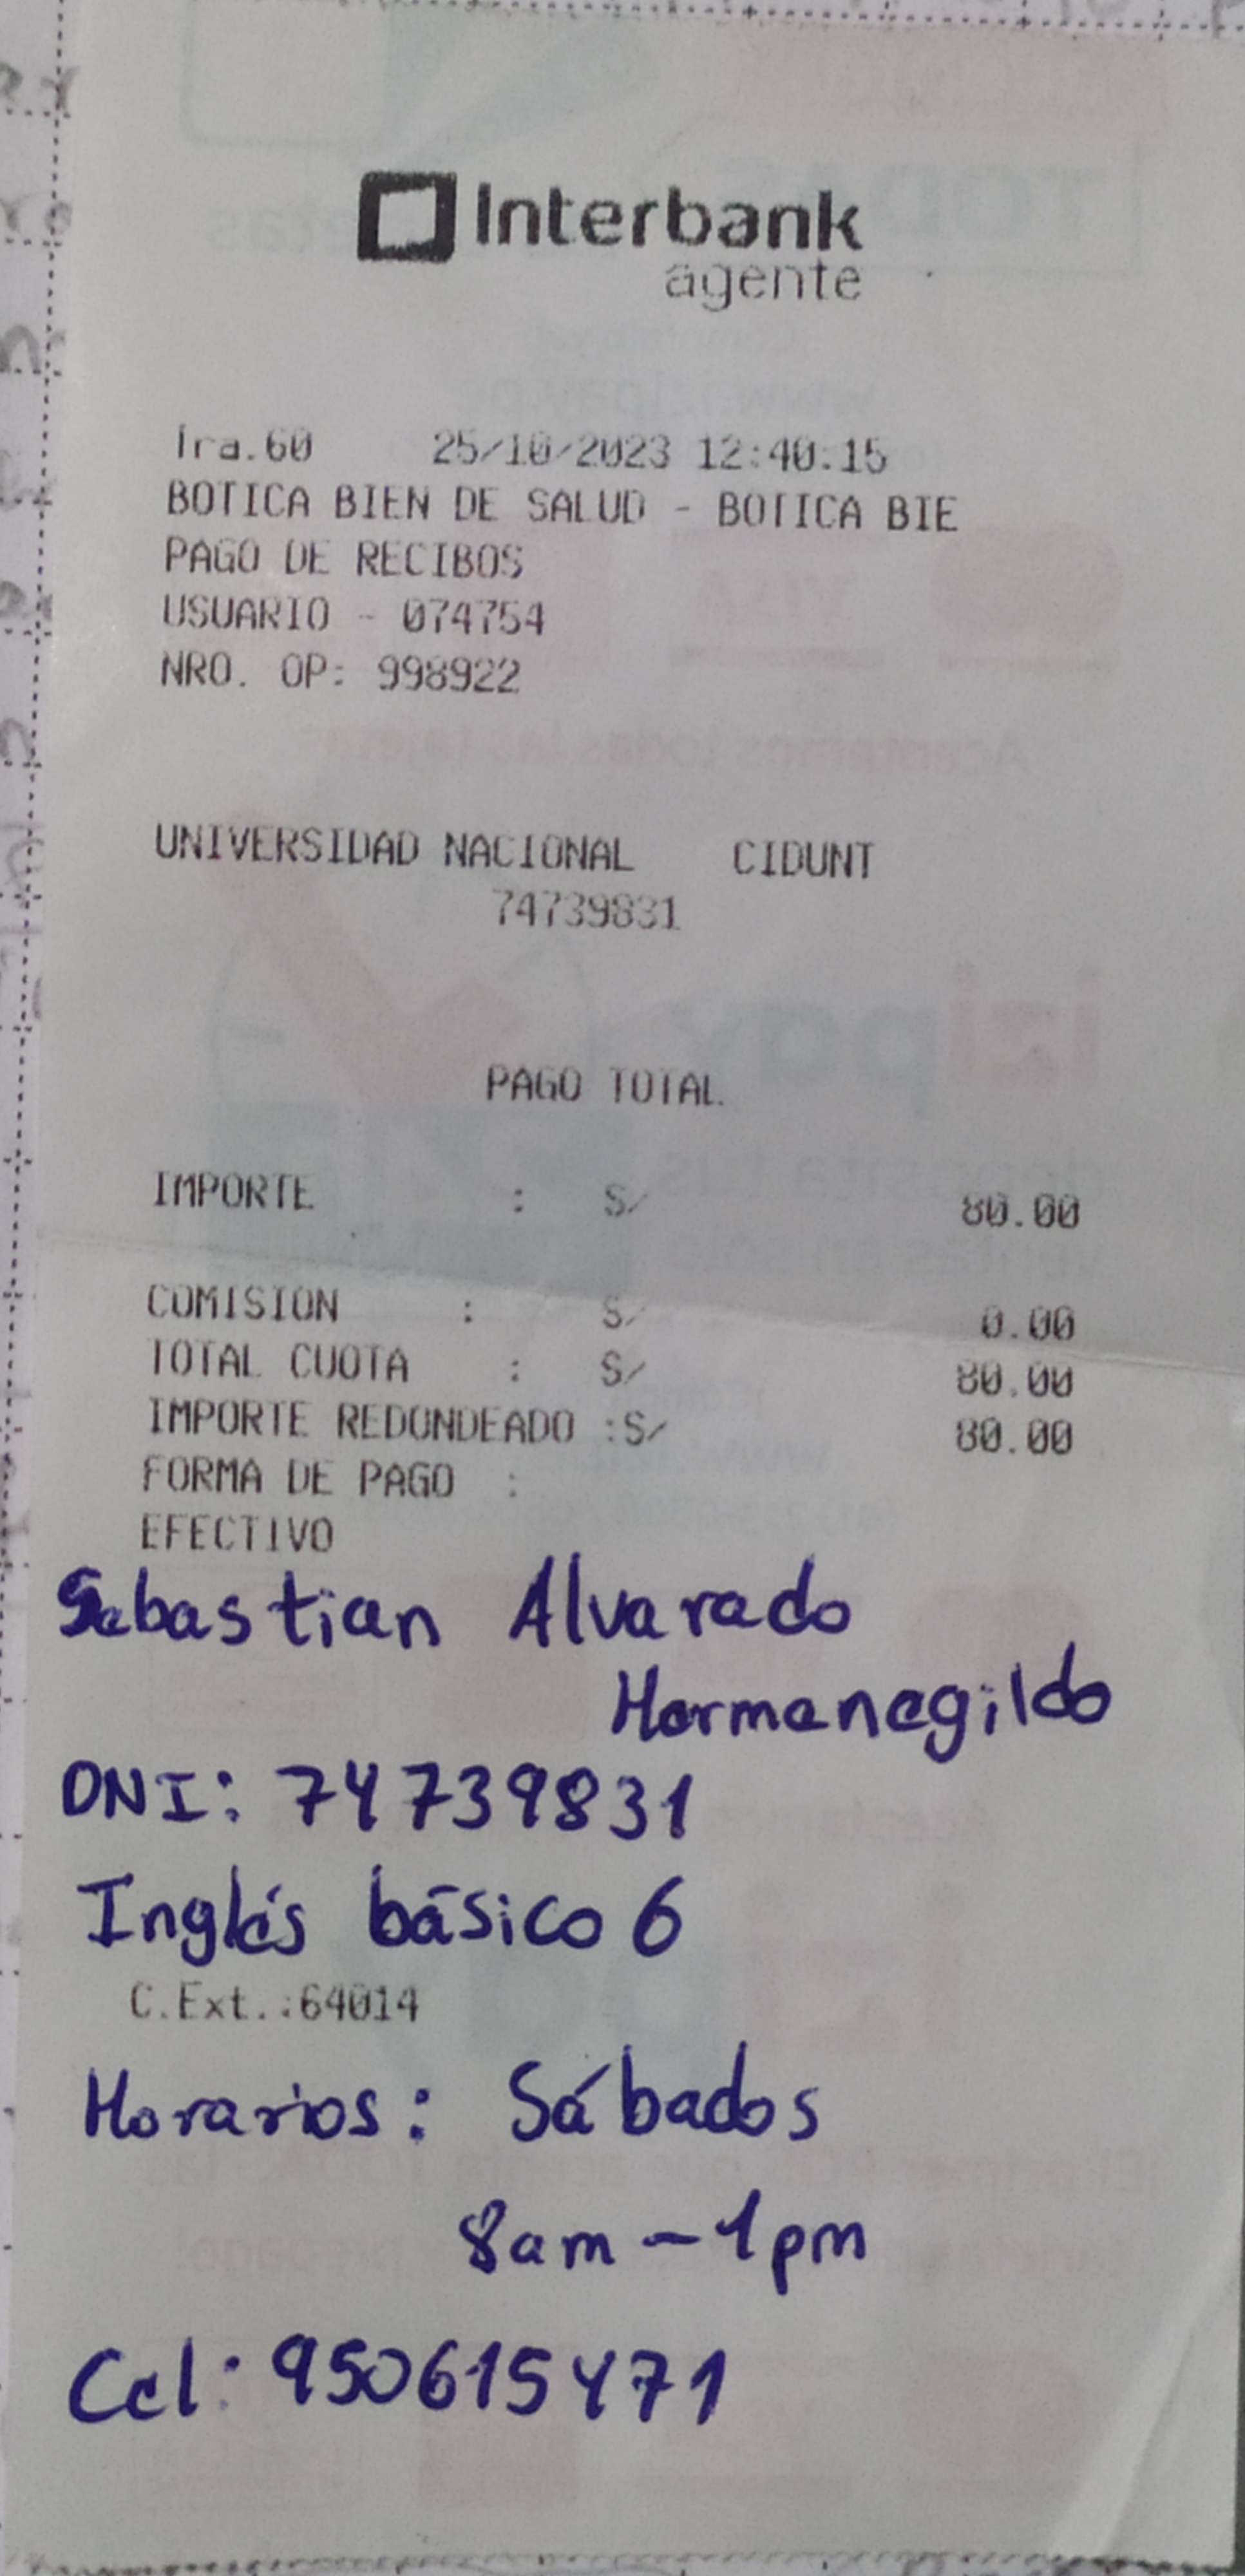 Interbank
agente
Tra.60 25/10/2023 12:40:15
BOTICA BIEN DE SALUD - BOTICA BIE
PAGO DE RECIBOS
USUARIO - 074754
NRO. OP: 998922
UNIVERSIDAD NACIONAL CIDUNT
74739831
PAGO TOTAL
IMPORTE : S/ 80.00
COMISION : S/ 0.00
TOTAL CUOTA : S/ 80.00
IMPORTE REDONDEADO :S/ 80.00
FORMA DE PAGO :
EFECTIVO
Sebastian Alvarado
Hermenegildo
DNI: 74739831
Inglés básico 6
C.Ext.:64014
Horarios: Sábados
8am - 1pm
Cel: 950615471